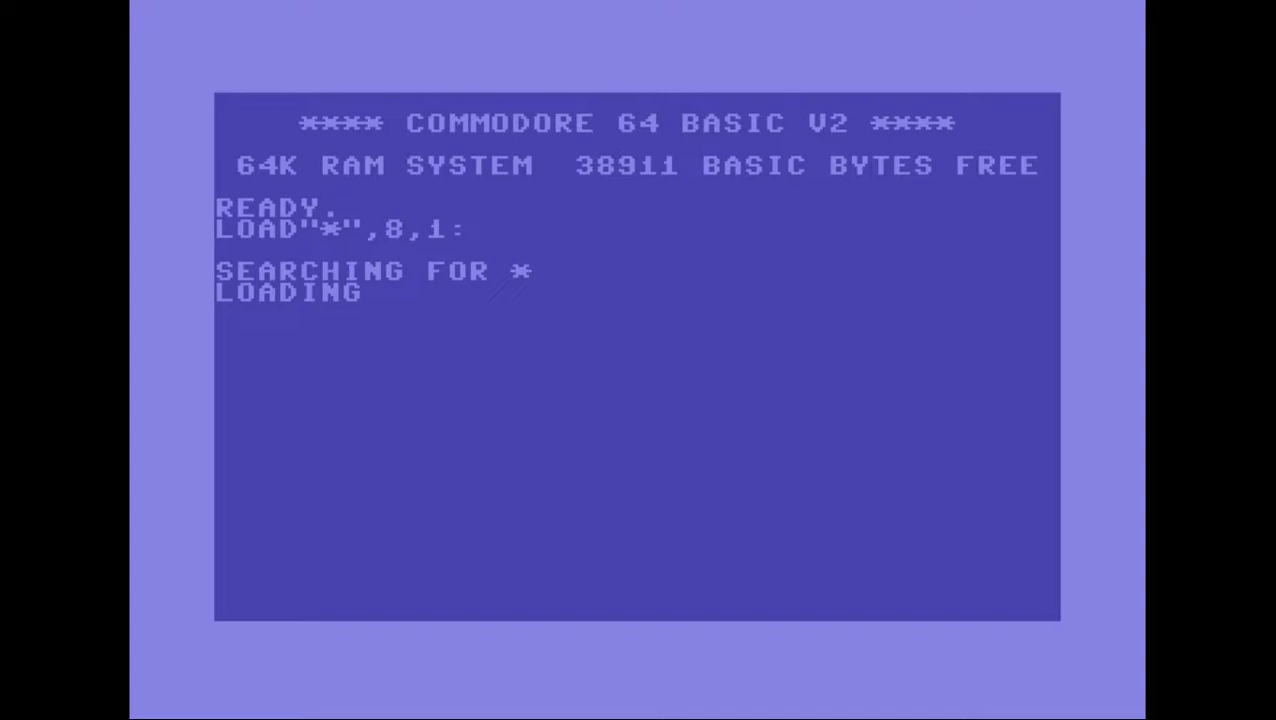 **** COMMODORE 64 BASIC V2 ****
64K RAM SYSTEM  38911 BASIC BYTES FREE
READY.
LOAD"*",8,1:
SEARCHING FOR *
LOADING